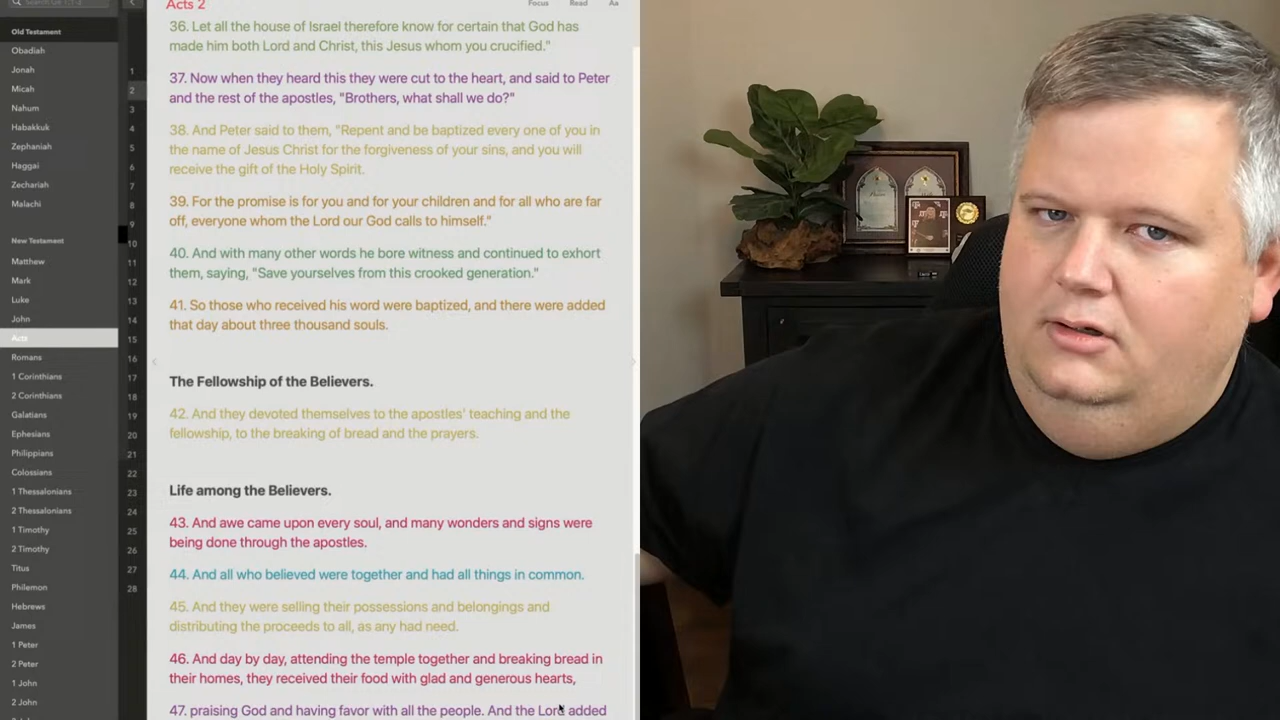 Acts 2
Focus
Read
Aa
Old Testament
Obadiah
Jonah
Micah
Nahum
Habakkuk
Zephaniah
Haggai
Zechariah
Malachi
New Testament
Matthew
Mark
Luke
John
Acts
Romans
1 Corinthians
2 Corinthians
Galatians
Ephesians
Philippians
Colossians
1 Thessalonians
2 Thessalonians
1 Timothy
2 Timothy
Titus
Philemon
Hebrews
James
1 Peter
2 Peter
1 John
2 John
1
2
3
4
5
6
7
8
9
10
11
12
13
14
15
16
17
18
19
20
21
22
23
24
25
26
27
28
36. Let all the house of Israel therefore know for certain that God has
made him both Lord and Christ, this Jesus whom you crucified."
37. Now when they heard this they were cut to the heart, and said to Peter
and the rest of the apostles, "Brothers, what shall we do?"
38. And Peter said to them, "Repent and be baptized every one of you in
the name of Jesus Christ for the forgiveness of your sins, and you will
receive the gift of the Holy Spirit.
39. For the promise is for you and for your children and for all who are far
off, everyone whom the Lord our God calls to himself."
40. And with many other words he bore witness and continued to exhort
them, saying, "Save yourselves from this crooked generation."
41. So those who received his word were baptized, and there were added
that day about three thousand souls.
The Fellowship of the Believers.
42. And they devoted themselves to the apostles' teaching and the
fellowship, to the breaking of bread and the prayers.
Life among the Believers.
43. And awe came upon every soul, and many wonders and signs were
being done through the apostles.
44. And all who believed were together and had all things in common.
45. And they were selling their possessions and belongings and
distributing the proceeds to all, as any had need.
46. And day by day, attending the temple together and breaking bread in
their homes, they received their food with glad and generous hearts,
47. praising God and having favor with all the people. And the Lord added